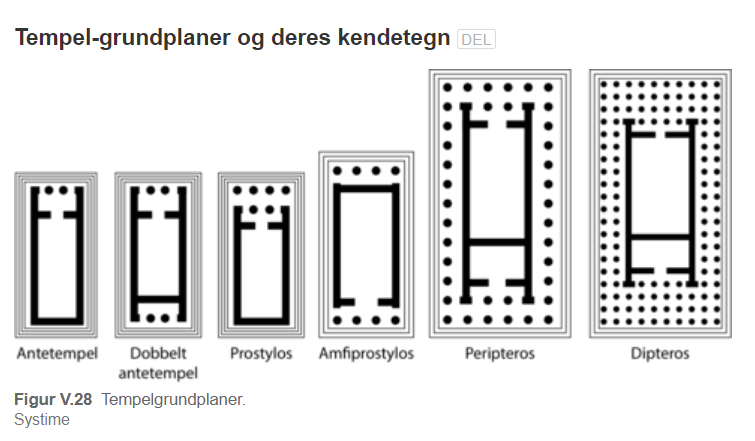 Tempel-grundplaner og deres kendetegn DEL
Antetempel
Dobbelt
antetempel
Prostylos
Amfiprostylos
Peripteros
Dipteros
Figur V.28 Tempelgrundplaner.
Systime